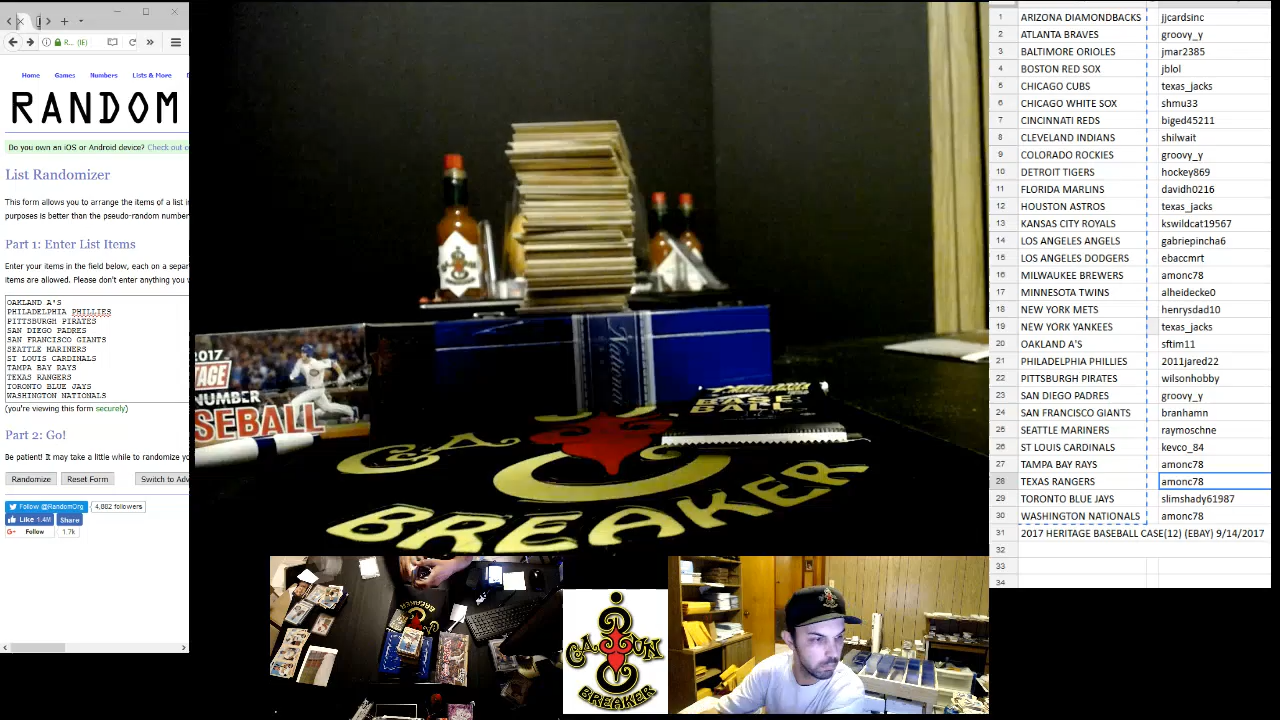 R... (IE)
Home Games Numbers Lists & More
RANDOM
Do you own an iOS or Android device? Check out
List Randomizer
This form allows you to arrange the items of a list i
purposes is better than the pseudo-random number
Part 1: Enter List Items
Enter your items in the field below, each on a separ
items are allowed. Please don't enter anything you
OAKLAND A'S
PHILADELPHIA PHILLIES
PITTSBURGH PIRATES
SAN DIEGO PADRES
SAN FRANCISCO GIANTS
SEATTLE MARINERS
ST LOUIS CARDINALS
TAMPA BAY RAYS
TEXAS RANGERS
TORONTO BLUE JAYS
WASHINGTON NATIONALS
(you're viewing this form securely)
Part 2: Go!
Be patient! It may take a little while to randomize yo
Randomize Reset Form Switch to Adv
Follow @RandomOrg 4,882 followers
Like 1.4M Share
Follow 1.7k
2017
NUMBER
SEBALL
National
BASE
BALL
CA
BREAKER
CAJUN
BREAKER
1 ARIZONA DIAMONDBACKS jjcardsinc
2 ATLANTA BRAVES groovy_y
3 BALTIMORE ORIOLES jmar2385
4 BOSTON RED SOX jblol
5 CHICAGO CUBS texas_jacks
6 CHICAGO WHITE SOX shmu33
7 CINCINNATI REDS biged45211
8 CLEVELAND INDIANS shilwait
9 COLORADO ROCKIES groovy_y
10 DETROIT TIGERS hockey869
11 FLORIDA MARLINS davidh0216
12 HOUSTON ASTROS texas_jacks
13 KANSAS CITY ROYALS kswildcat19567
14 LOS ANGELES ANGELS gabriepincha6
15 LOS ANGELES DODGERS ebaccmrt
16 MILWAUKEE BREWERS amonc78
17 MINNESOTA TWINS alheidecke0
18 NEW YORK METS henrysdad10
19 NEW YORK YANKEES texas_jacks
20 OAKLAND A'S sftim11
21 PHILADELPHIA PHILLIES 2011jared22
22 PITTSBURGH PIRATES wilsonhobby
23 SAN DIEGO PADRES groovy_y
24 SAN FRANCISCO GIANTS branhamn
25 SEATTLE MARINERS raymoschne
26 ST LOUIS CARDINALS kevco_84
27 TAMPA BAY RAYS amonc78
28 TEXAS RANGERS amonc78
29 TORONTO BLUE JAYS slimshady61987
30 WASHINGTON NATIONALS amonc78
31 2017 HERITAGE BASEBALL CASE(12) (EBAY) 9/14/2017
32
33
34